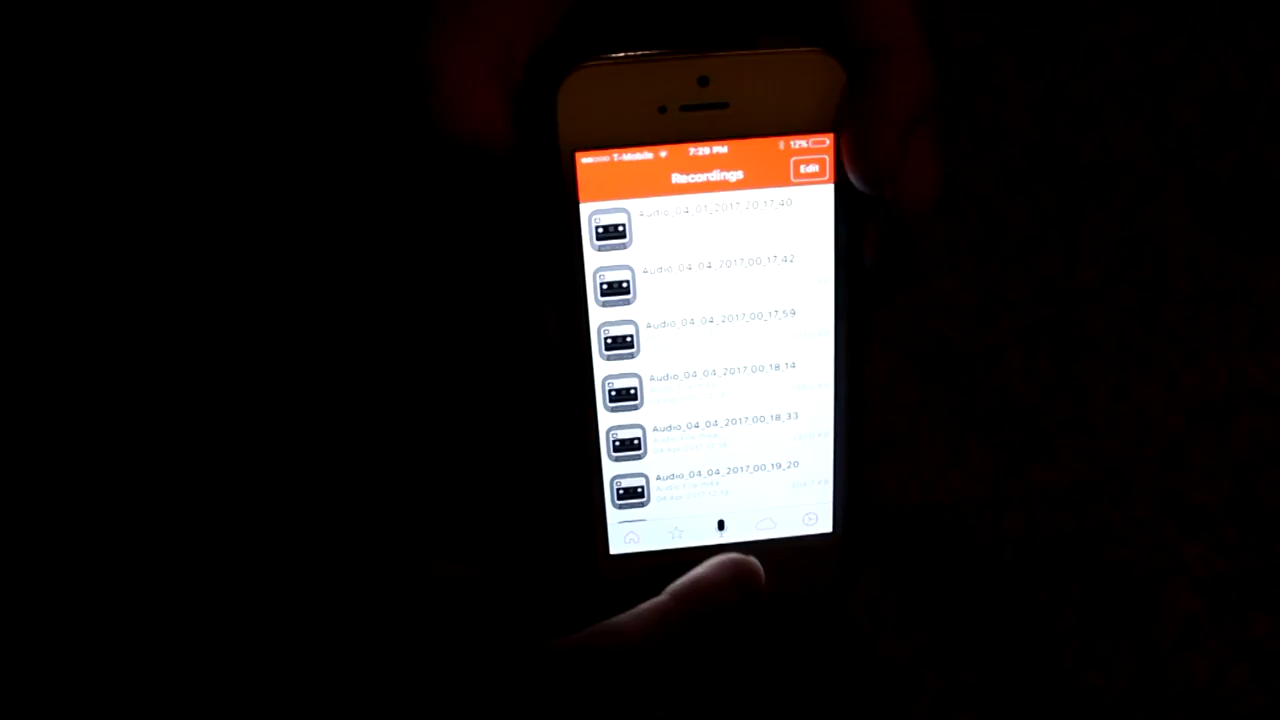 T-Mobile 7:29 PM 12%
Recordings
Edit
Audio_04_01_2017_20_17_40
Audio_04_04_2017_00_17_42
Audio_04_04_2017_00_17_59
Audio_04_04_2017_00_18_14
Audio_04_04_2017_00_18_33
Audio_04_04_2017_00_19_20